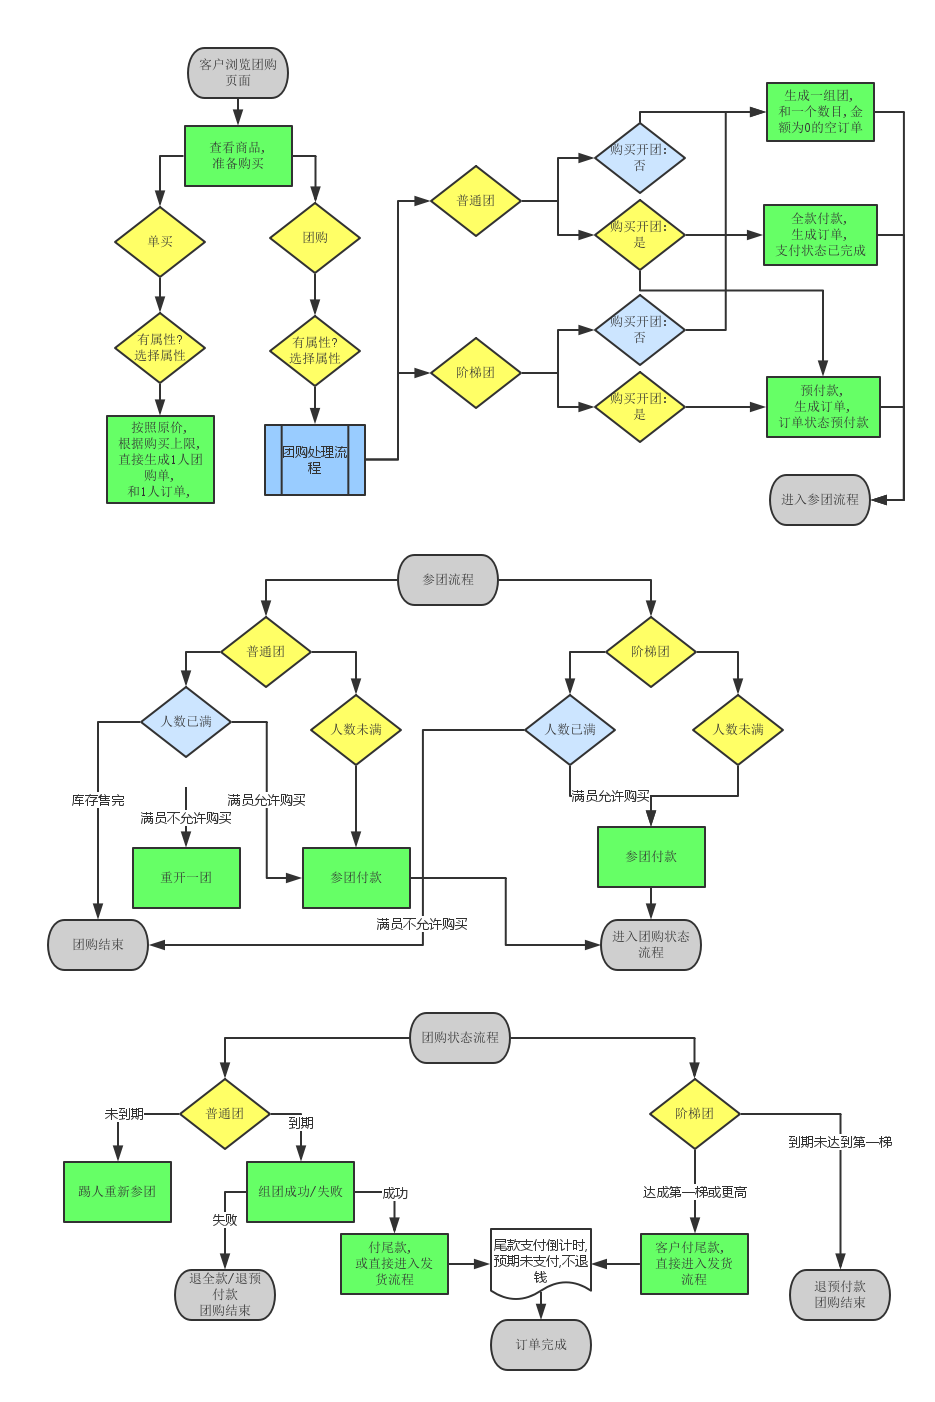 客户浏览团购
页面
查看商品,
准备购买
单买
团购
有属性?
选择属性
有属性?
选择属性
按照原价,
根据购买上限,
直接生成1人团
购单,
和1人订单,
团购处理流
程
普通团
阶梯团
购买开团:
否
购买开团:
是
购买开团:
否
购买开团:
是
生成一组团,
和一个数目,金
额为0的空订单
全款付款,
生成订单,
支付状态已完成
预付款,
生成订单,
订单状态预付款
进入参团流程
参团流程
普通团
阶梯团
人数已满
人数未满
人数已满
人数未满
库存售完
满员不允许购买
满员允许购买
满员允许购买
重开一团
参团付款
参团付款
满员不允许购买
团购结束
进入团购状态
流程
团购状态流程
普通团
阶梯团
未到期
到期
到期未达到第一梯
踢人重新参团
组团成功/失败
成功
失败
达成第一梯或更高
付尾款,
或直接进入发
货流程
尾款支付倒计时,
预期未支付,不退
钱
客户付尾款,
直接进入发货
流程
退全款/退预
付款
团购结束
退预付款
团购结束
订单完成